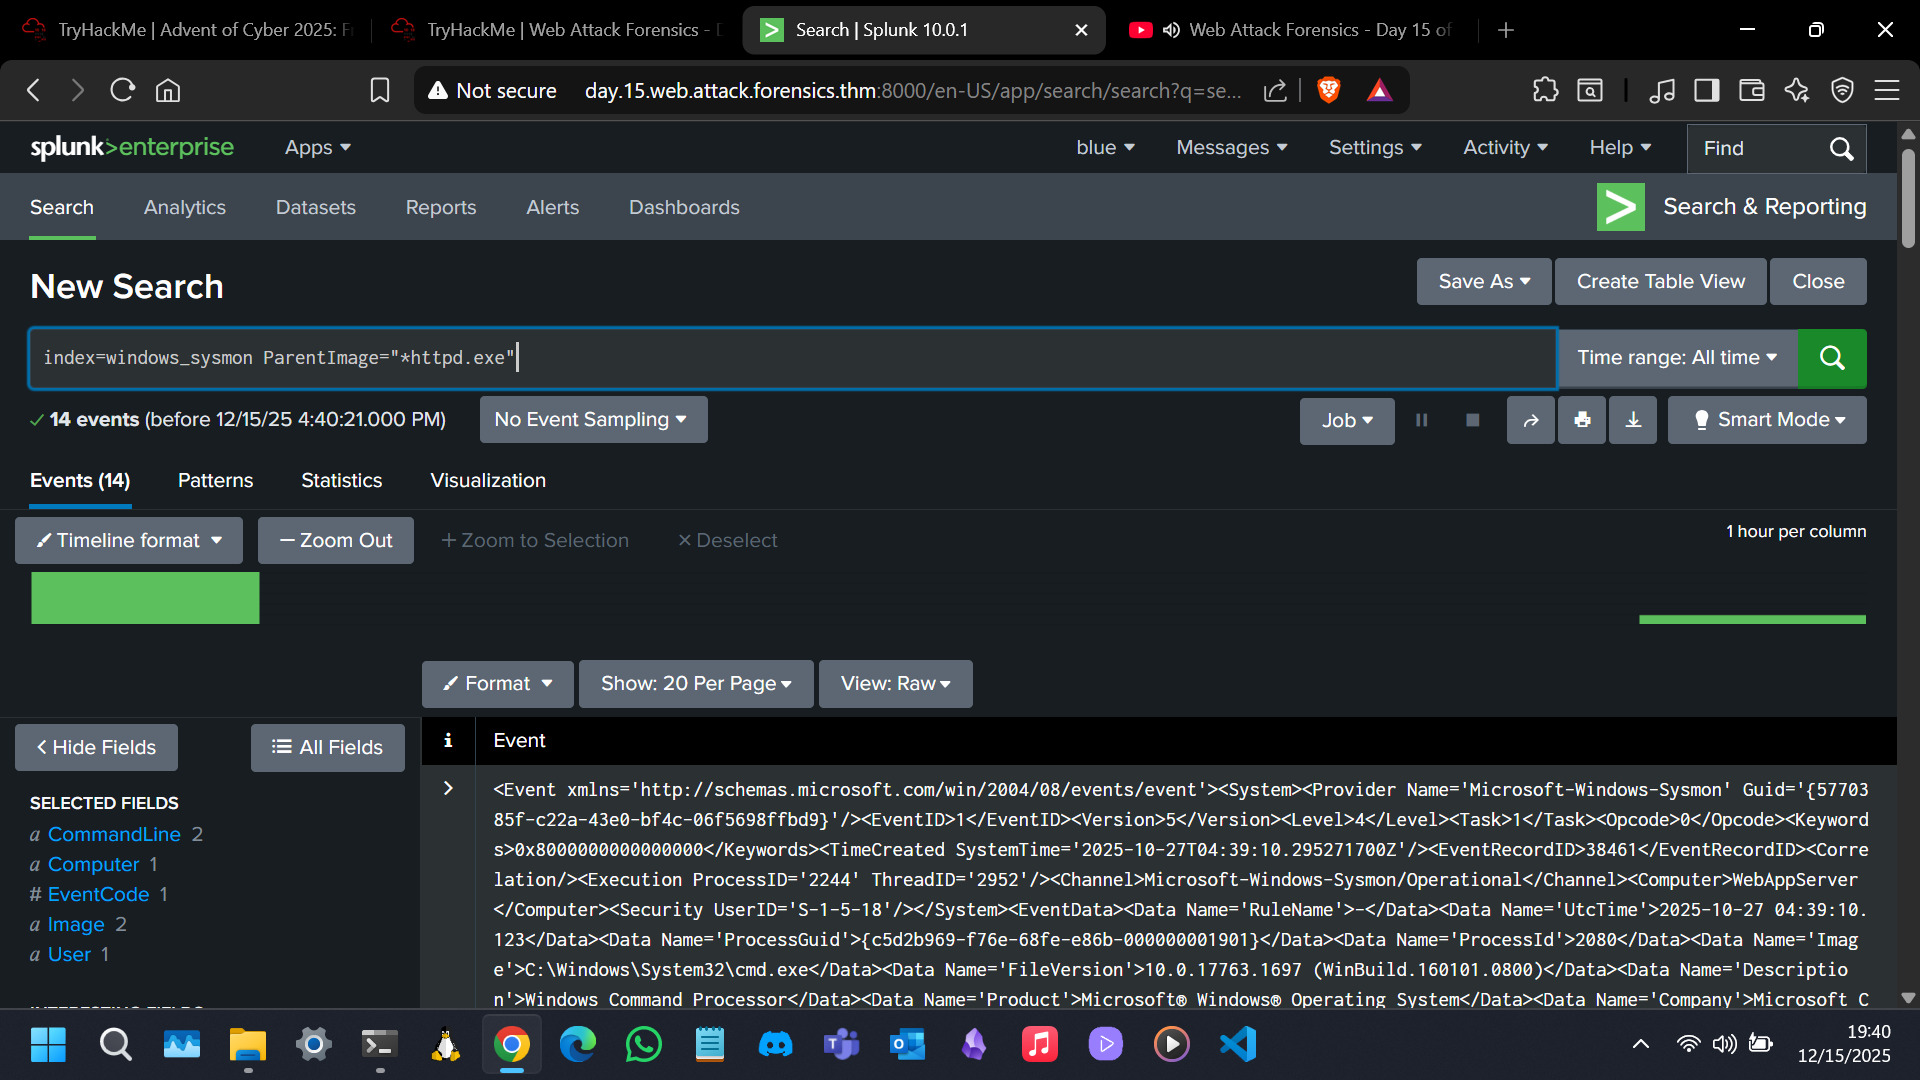 TryHackMe | Advent of Cyber 2025: F
TryHackMe | Web Attack Forensics -
Search | Splunk 10.0.1
Web Attack Forensics - Day 15 of
Not secure
day.15.web.attack.forensics.thm:8000/en-US/app/search/search?q=se...
splunk>enterprise
Apps
blue
Messages
Settings
Activity
Help
Find
Search
Analytics
Datasets
Reports
Alerts
Dashboards
Search & Reporting
New Search
Save As
Create Table View
Close
index=windows_sysmon ParentImage="*httpd.exe"
Time range: All time
14 events (before 12/15/25 4:40:21.000 PM)
No Event Sampling
Job
Smart Mode
Events (14)
Patterns
Statistics
Visualization
Timeline format
Zoom Out
+ Zoom to Selection
× Deselect
1 hour per column
Format
Show: 20 Per Page
View: Raw
Hide Fields
All Fields
i
Event
SELECTED FIELDS
a CommandLine 2
a Computer 1
# EventCode 1
a Image 2
a User 1
INTERESTING FIELDS
<Event xmlns='http://schemas.microsoft.com/win/2004/08/events/event'><System><Provider Name='Microsoft-Windows-Sysmon' Guid='{57703
85f-c22a-43e0-bf4c-06f5698ffbd9}'/><EventID>1</EventID><Version>5</Version><Level>4</Level><Task>1</Task><Opcode>0</Opcode><Keyword
s>0x8000000000000000</Keywords><TimeCreated SystemTime='2025-10-27T04:39:10.295271700Z'/><EventRecordID>38461</EventRecordID><Corre
lation/><Execution ProcessID='2244' ThreadID='2952'/><Channel>Microsoft-Windows-Sysmon/Operational</Channel><Computer>WebAppServer
</Computer><Security UserID='S-1-5-18'/></System><EventData><Data Name='RuleName'>-</Data><Data Name='UtcTime'>2025-10-27 04:39:10.
123</Data><Data Name='ProcessGuid'>{c5d2b969-f76e-68fe-e86b-000000001901}</Data><Data Name='ProcessId'>2080</Data><Data Name='Imag
e'>C:\Windows\System32\cmd.exe</Data><Data Name='FileVersion'>10.0.17763.1697 (WinBuild.160101.0800)</Data><Data Name='Descriptio
n'>Windows Command Processor</Data><Data Name='Product'>Microsoft® Windows® Operating System</Data><Data Name='Company'>Microsoft C
19:40
12/15/2025